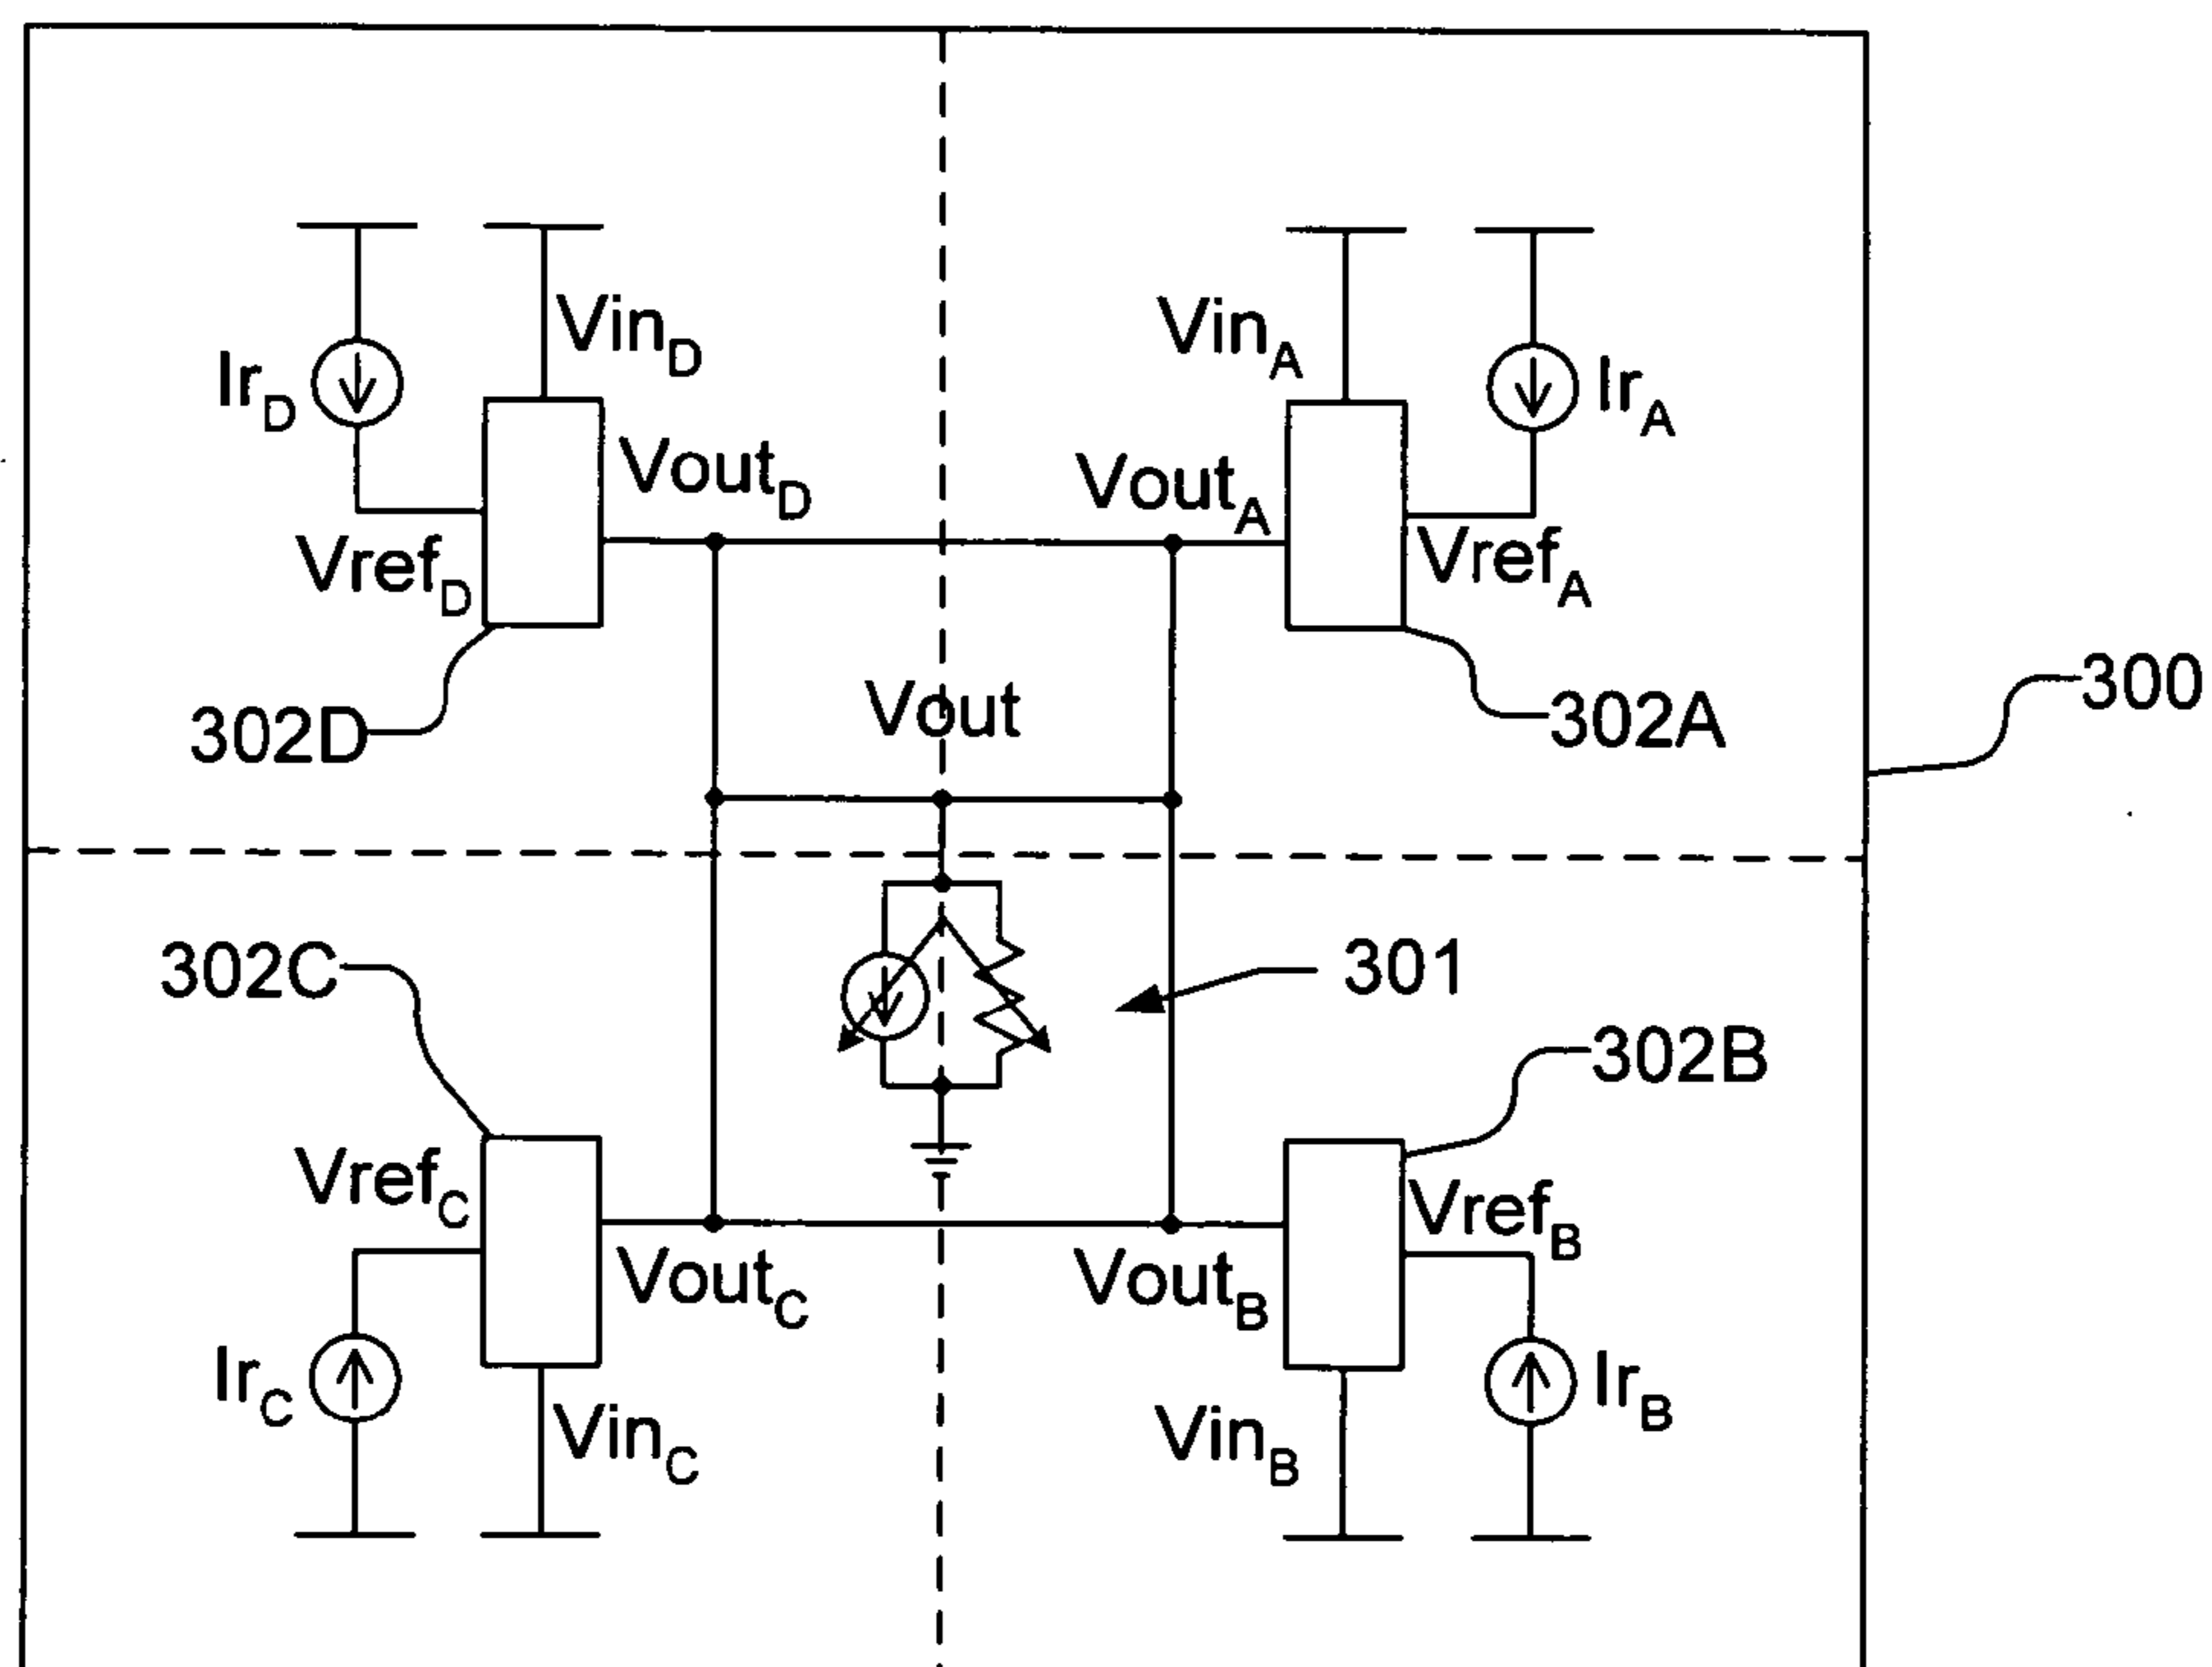 Vin_D
Vin_A
Ir_D
Ir_A
Vout_D
Vout_A
Vref_D
Vref_A
300
302D
Vout
302A
302C
301
302B
Vref_C
Vref_B
Vout_C
Vout_B
Ir_C
Ir_B
Vin_C
Vin_B